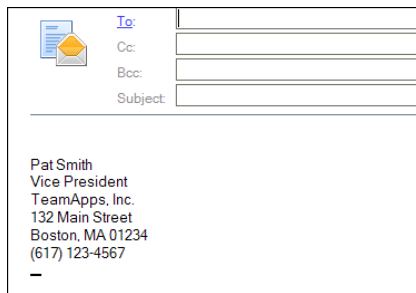 To:
Cc:
Bcc:
Subject:
Pat Smith
Vice President
TeamApps, Inc.
132 Main Street
Boston, MA 01234
(617) 123-4567